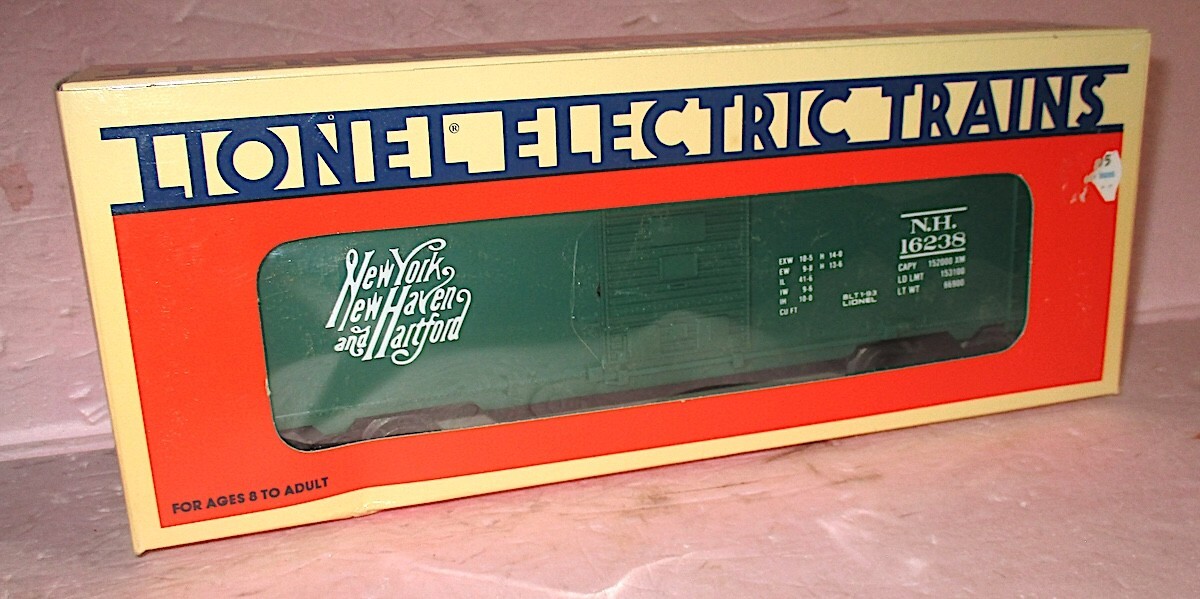 LIONEL® ELECTRIC TRAINS
5
New York
New Haven
and Hartford
EXW 10-5 H 14-0
EW 9-8 H 13-6
IL 41-6
IW 9-6
IH 10-0
CU FT
BLT 1-93
LIONEL
N.H.
16238
CAPY 152000 XM
LD LMT 153100
LT WT 66900
FOR AGES 8 TO ADULT